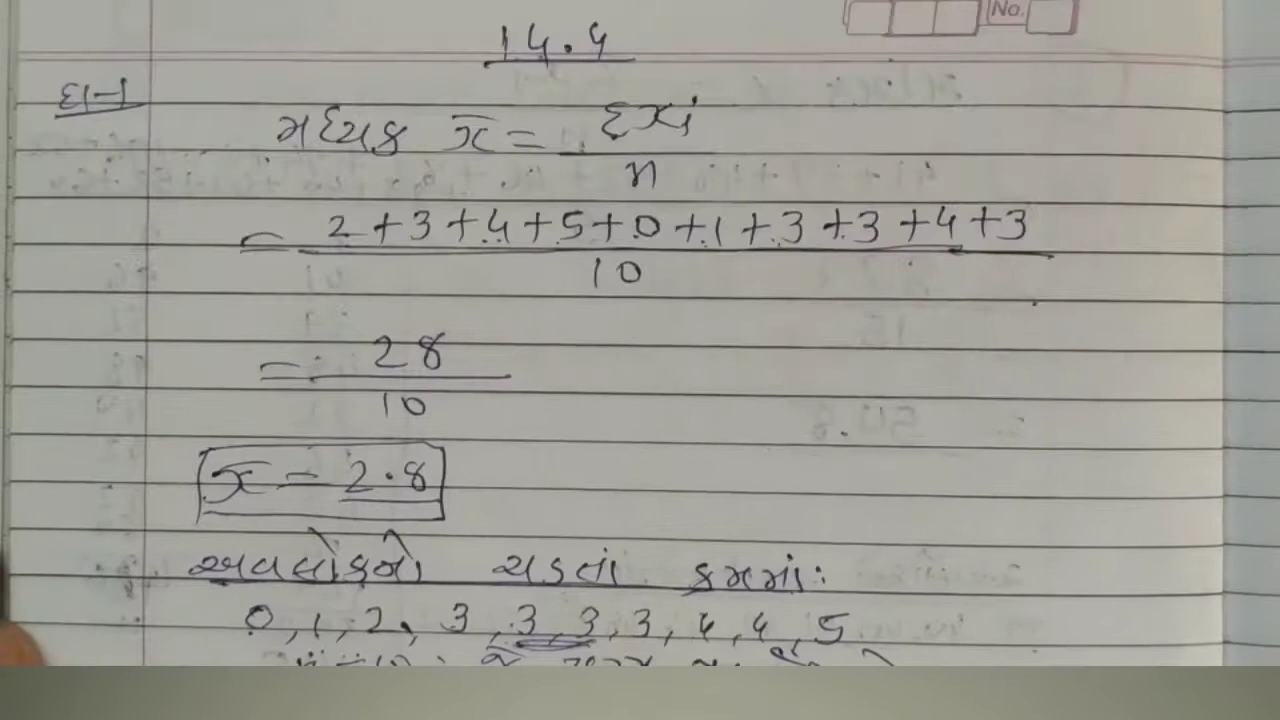 No.
14.4
દા-1
મધ્યક x̄ = Σxi / n
= 2+3+4+5+0+1+3+3+4+3 / 10
= 28 / 10
x̄ = 2.8
અવલોકનો ચડતા ક્રમમાં:
0, 1, 2, 3, 3, 3, 3, 4, 4, 5